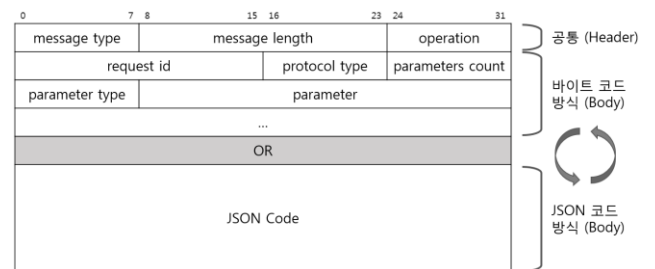 0 7 8 15 16 23 24 31
message type message length operation 공통 (Header)
request id protocol type parameters count
parameter type parameter
바이트 코드
방식 (Body)
...
OR
JSON Code
JSON 코드
방식 (Body)